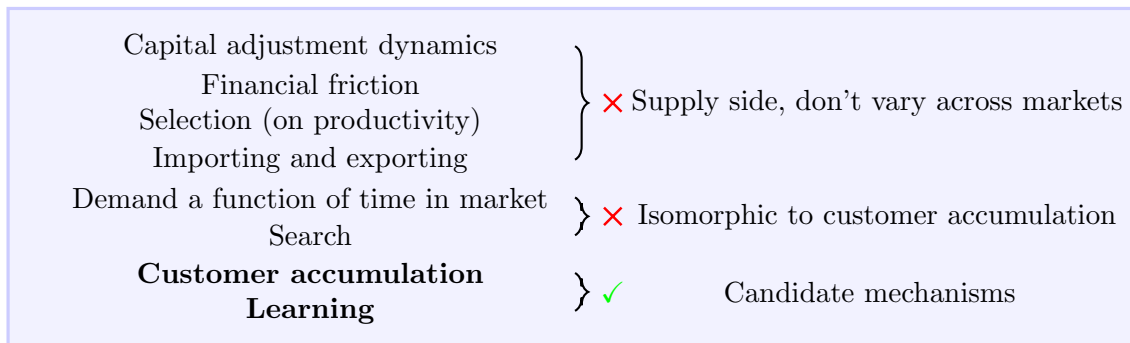 Capital adjustment dynamics
Financial friction
Selection (on productivity)
Importing and exporting
✗ Supply side, don't vary across markets
Demand a function of time in market
Search
✗ Isomorphic to customer accumulation
Customer accumulation
Learning
✓ Candidate mechanisms